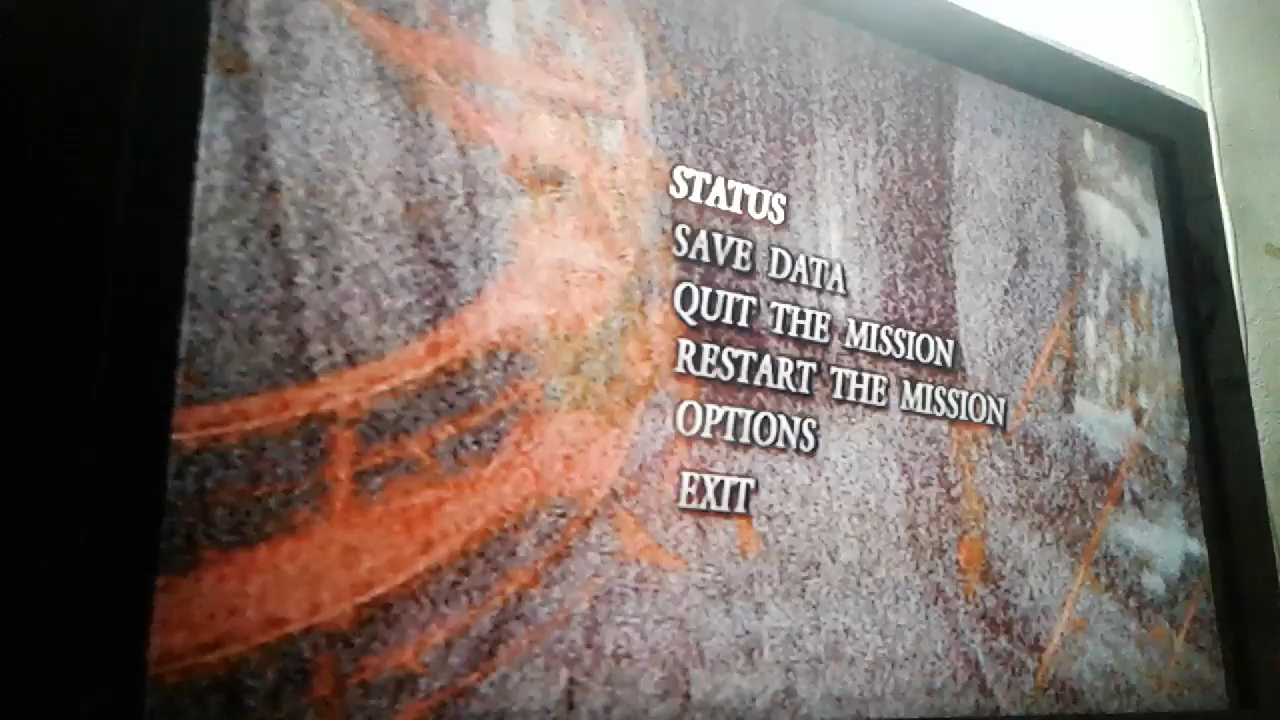 STATUS
SAVE DATA
QUIT THE MISSION
RESTART THE MISSION
OPTIONS
EXIT